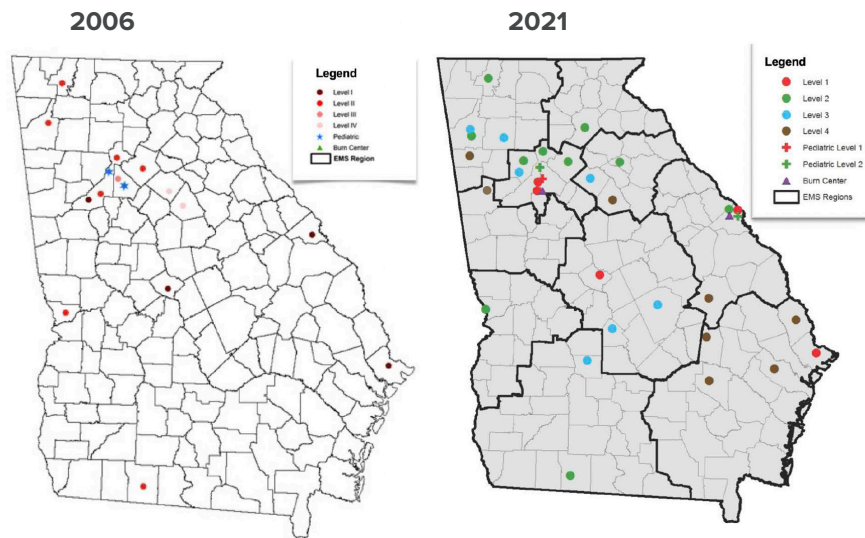 2006
2021
Legend
Level I
Level II
Level III
Level IV
Pediatric
Burn Center
EMS Region
Legend
Level 1
Level 2
Level 3
Level 4
Pediatric Level 1
Pediatric Level 2
Burn Center
EMS Regions